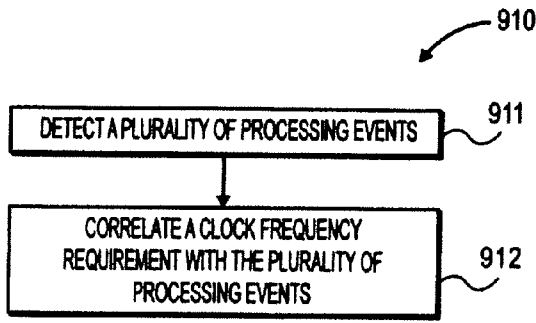 910
DETECT A PLURALITY OF PROCESSING EVENTS
911
CORRELATE A CLOCK FREQUENCY
REQUIREMENT WITH THE PLURALITY OF
PROCESSING EVENTS
912